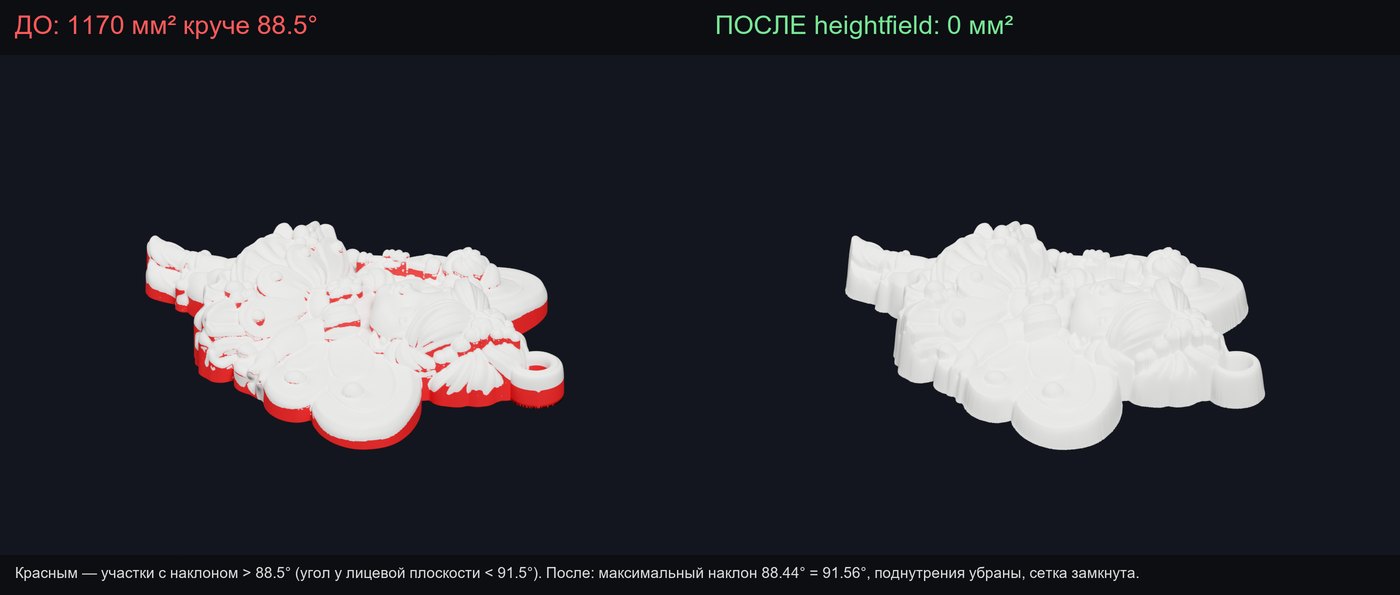 ДО: 1170 мм² круче 88.5°
ПОСЛЕ heightfield: 0 мм²
Красным — участки с наклоном > 88.5° (угол у лицевой плоскости < 91.5°). После: максимальный наклон 88.44° = 91.56°, поднутрения убраны, сетка замкнута.